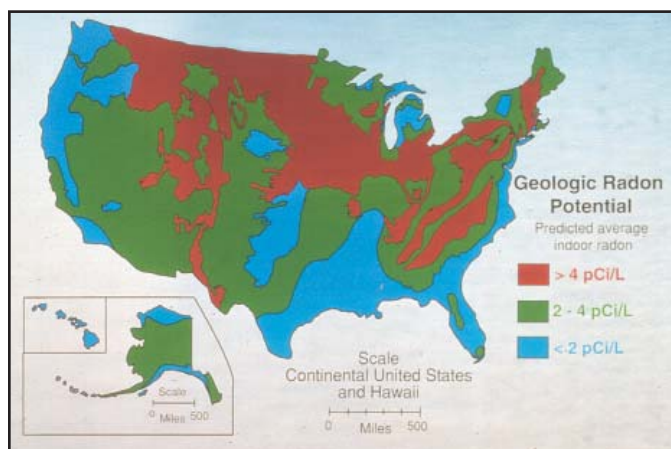 Geologic Radon
Potential
Predicted average
indoor radon
> 4 pCi/L
2 - 4 pCi/L
< 2 pCi/L
Scale
Continental United States
and Hawaii
0 500
Miles
Scale
0 500
Miles